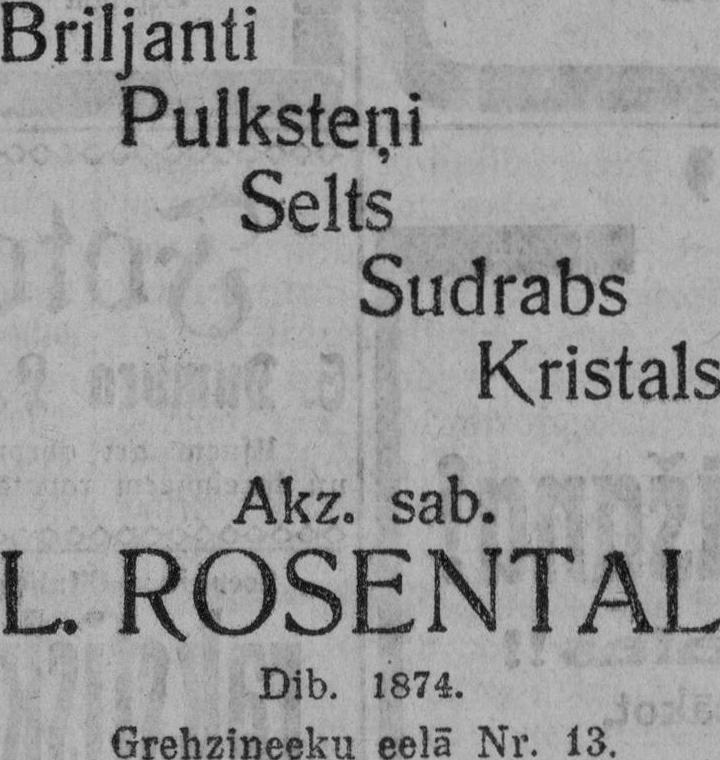 Briljanti
Pulksteņi
Selts
Sudrabs
Kristals
Akz. sab.
L. ROSENTAL
Dib. 1874.
Grehzineeku eelā Nr. 13.